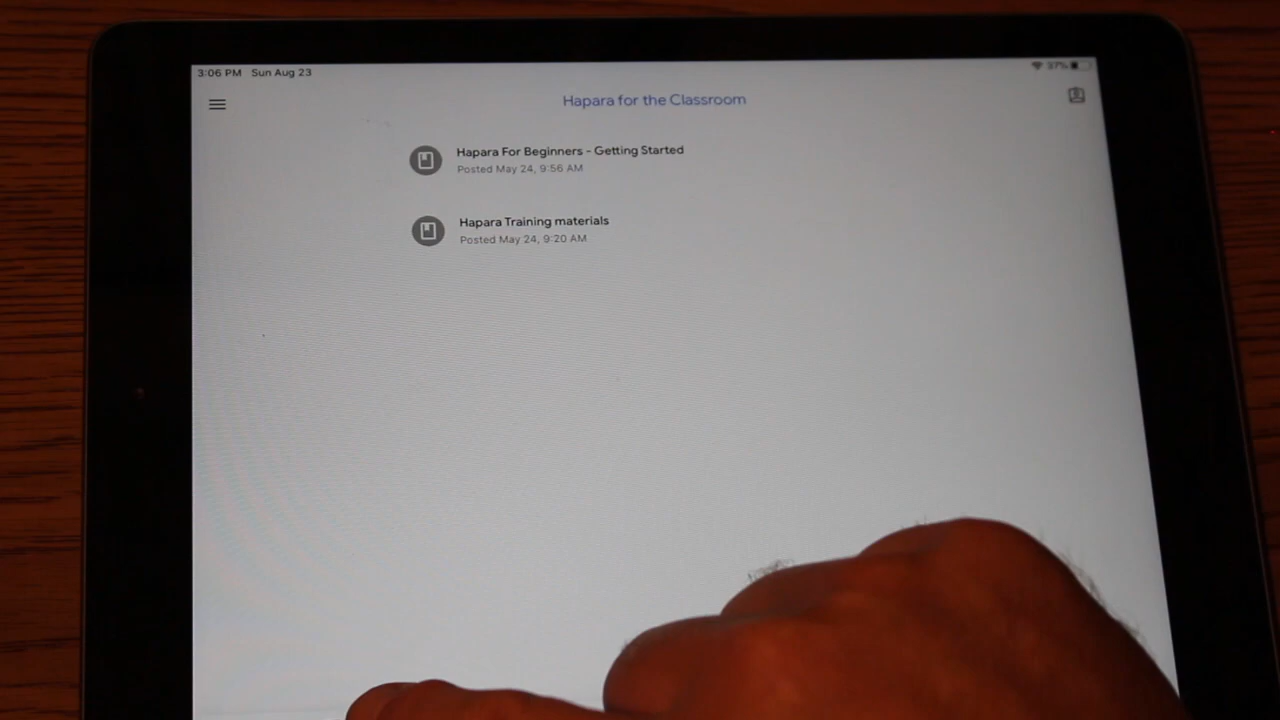 3:06 PM Sun Aug 23
37%
Hapara for the Classroom
Hapara For Beginners - Getting Started
Posted May 24, 9:56 AM
Hapara Training materials
Posted May 24, 9:20 AM